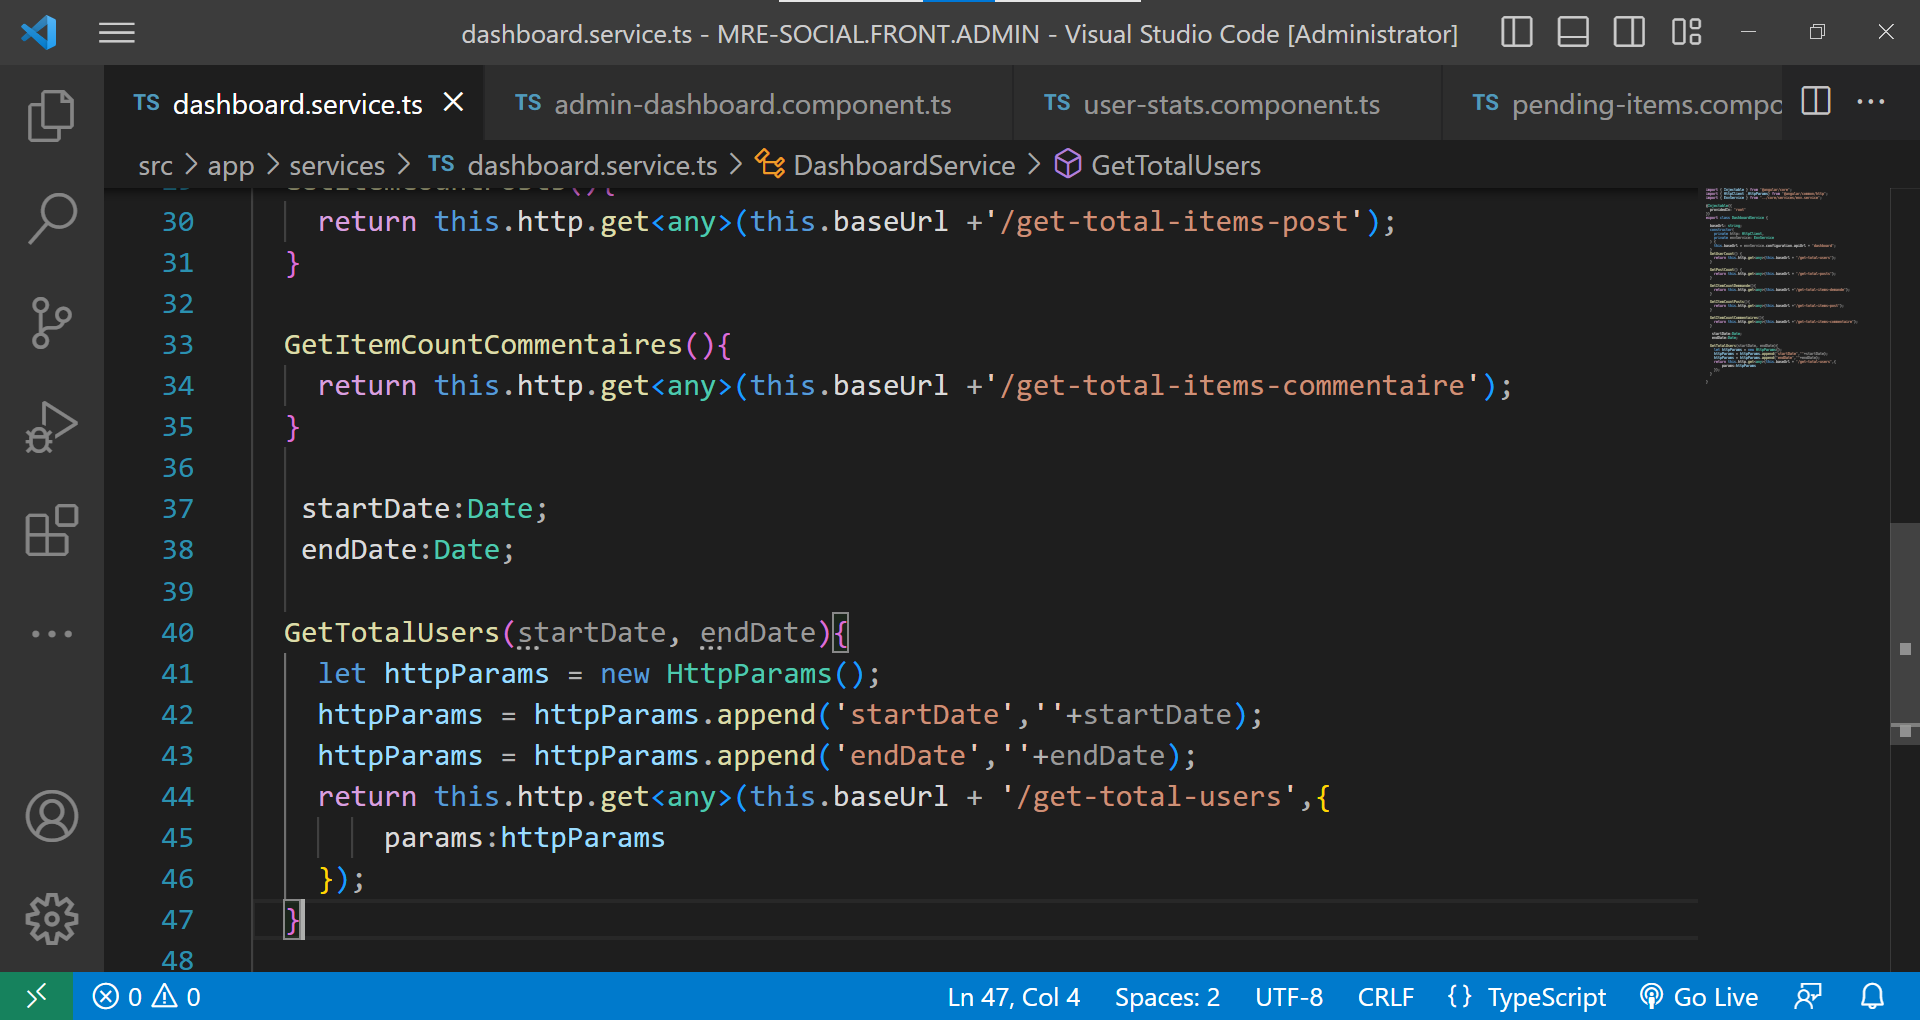 dashboard.service.ts - MRE-SOCIAL.FRONT.ADMIN - Visual Studio Code [Administrator]
TS dashboard.service.ts
TS admin-dashboard.component.ts
TS user-stats.component.ts
TS pending-items.compo
src > app > services > TS dashboard.service.ts > DashboardService > GetTotalUsers
30 return this.http.get<any>(this.baseUrl +'/get-total-items-post');
31 }
32
33 GetItemCountCommentaires(){
34 return this.http.get<any>(this.baseUrl +'/get-total-items-commentaire');
35 }
36
37 startDate:Date;
38 endDate:Date;
39
40 GetTotalUsers(startDate, endDate){
41 let httpParams = new HttpParams();
42 httpParams = httpParams.append('startDate',''+startDate);
43 httpParams = httpParams.append('endDate',''+endDate);
44 return this.http.get<any>(this.baseUrl + '/get-total-users',{
45 params:httpParams
46 });
47 }
48
0 0 Ln 47, Col 4 Spaces: 2 UTF-8 CRLF {} TypeScript Go Live